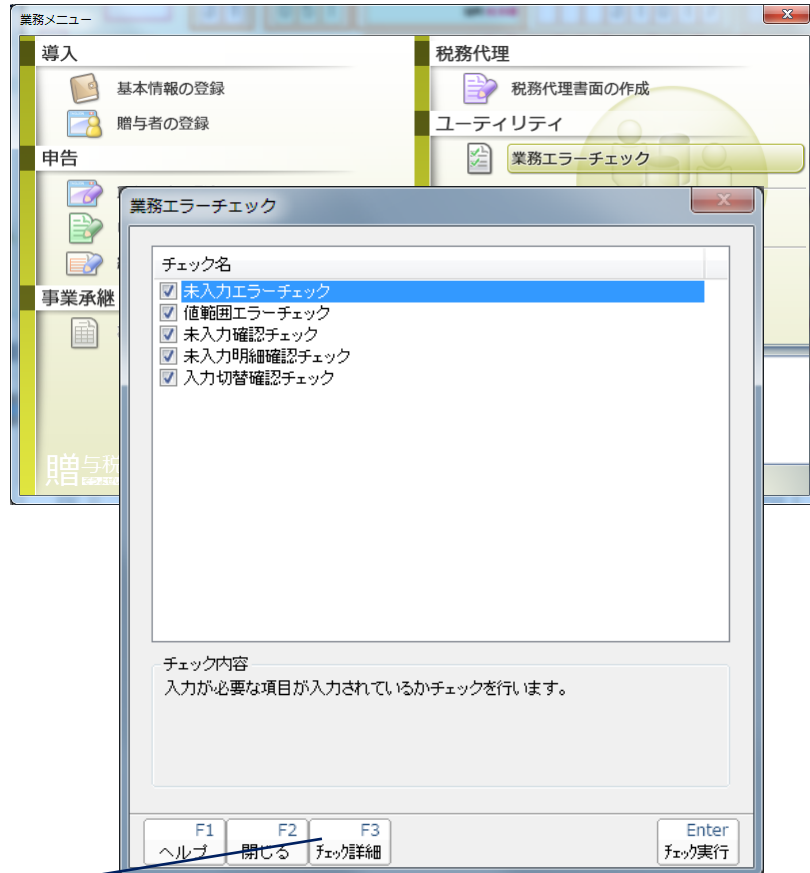 業務メニュー
導入
基本情報の登録
贈与者の登録
申告
事業承継
贈与税
税務代理
税務代理書面の作成
ユーティリティ
業務エラーチェック
業務エラーチェック
チェック名
未入力エラーチェック
値範囲エラーチェック
未入力確認チェック
未入力明細確認チェック
入力切替確認チェック
チェック内容
入力が必要な項目が入力されているかチェックを行います。
F1 F2 F3 Enter
ヘルプ 閉じる チェック詳細 チェック実行